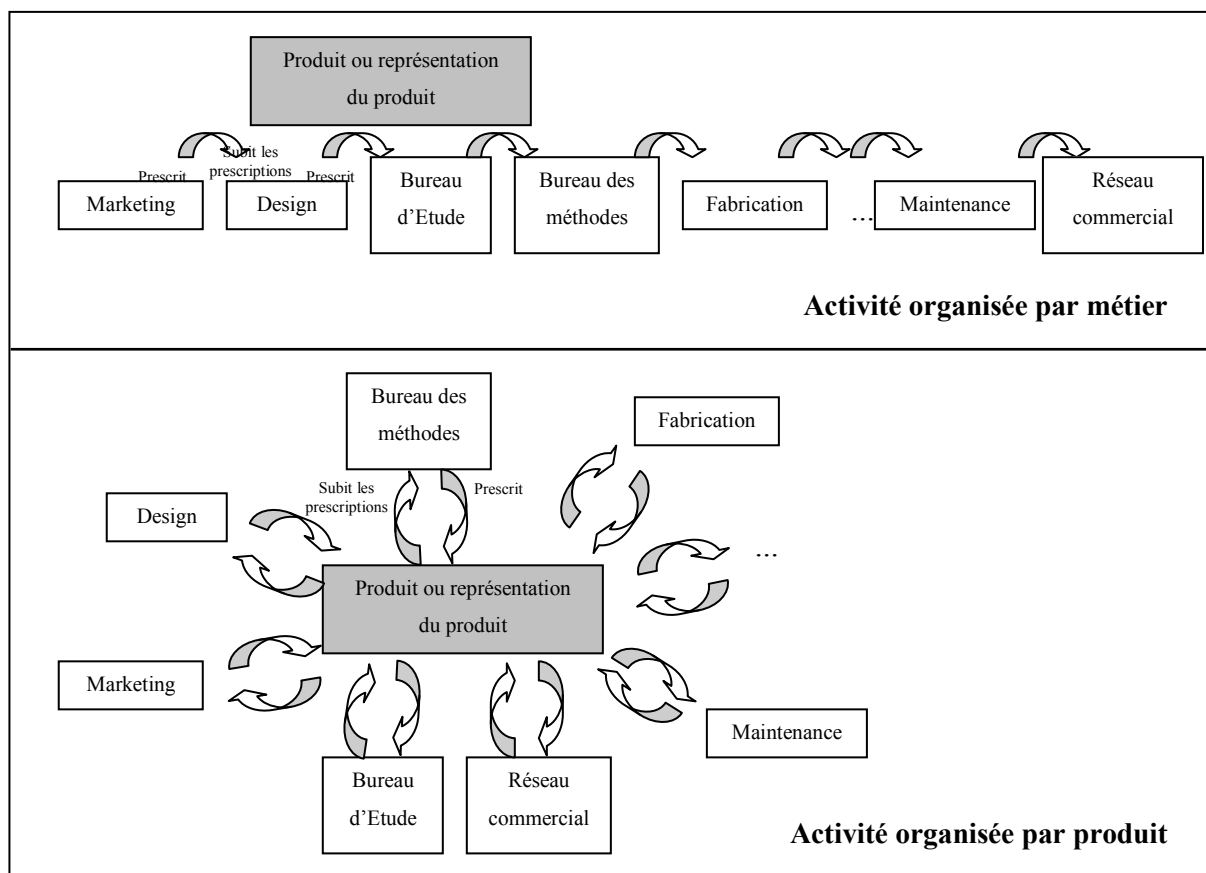 Produit ou représentation
du produit
Prescrit
Subit les
prescriptions
Prescrit
Marketing
Design
Bureau
d’Etude
Bureau des
méthodes
Fabrication
...
Maintenance
Réseau
commercial
Activité organisée par métier
Bureau des
méthodes
Fabrication
Subit les
prescriptions
Prescrit
Design
...
Produit ou représentation
du produit
Marketing
Maintenance
Bureau
d’Etude
Réseau
commercial
Activité organisée par produit